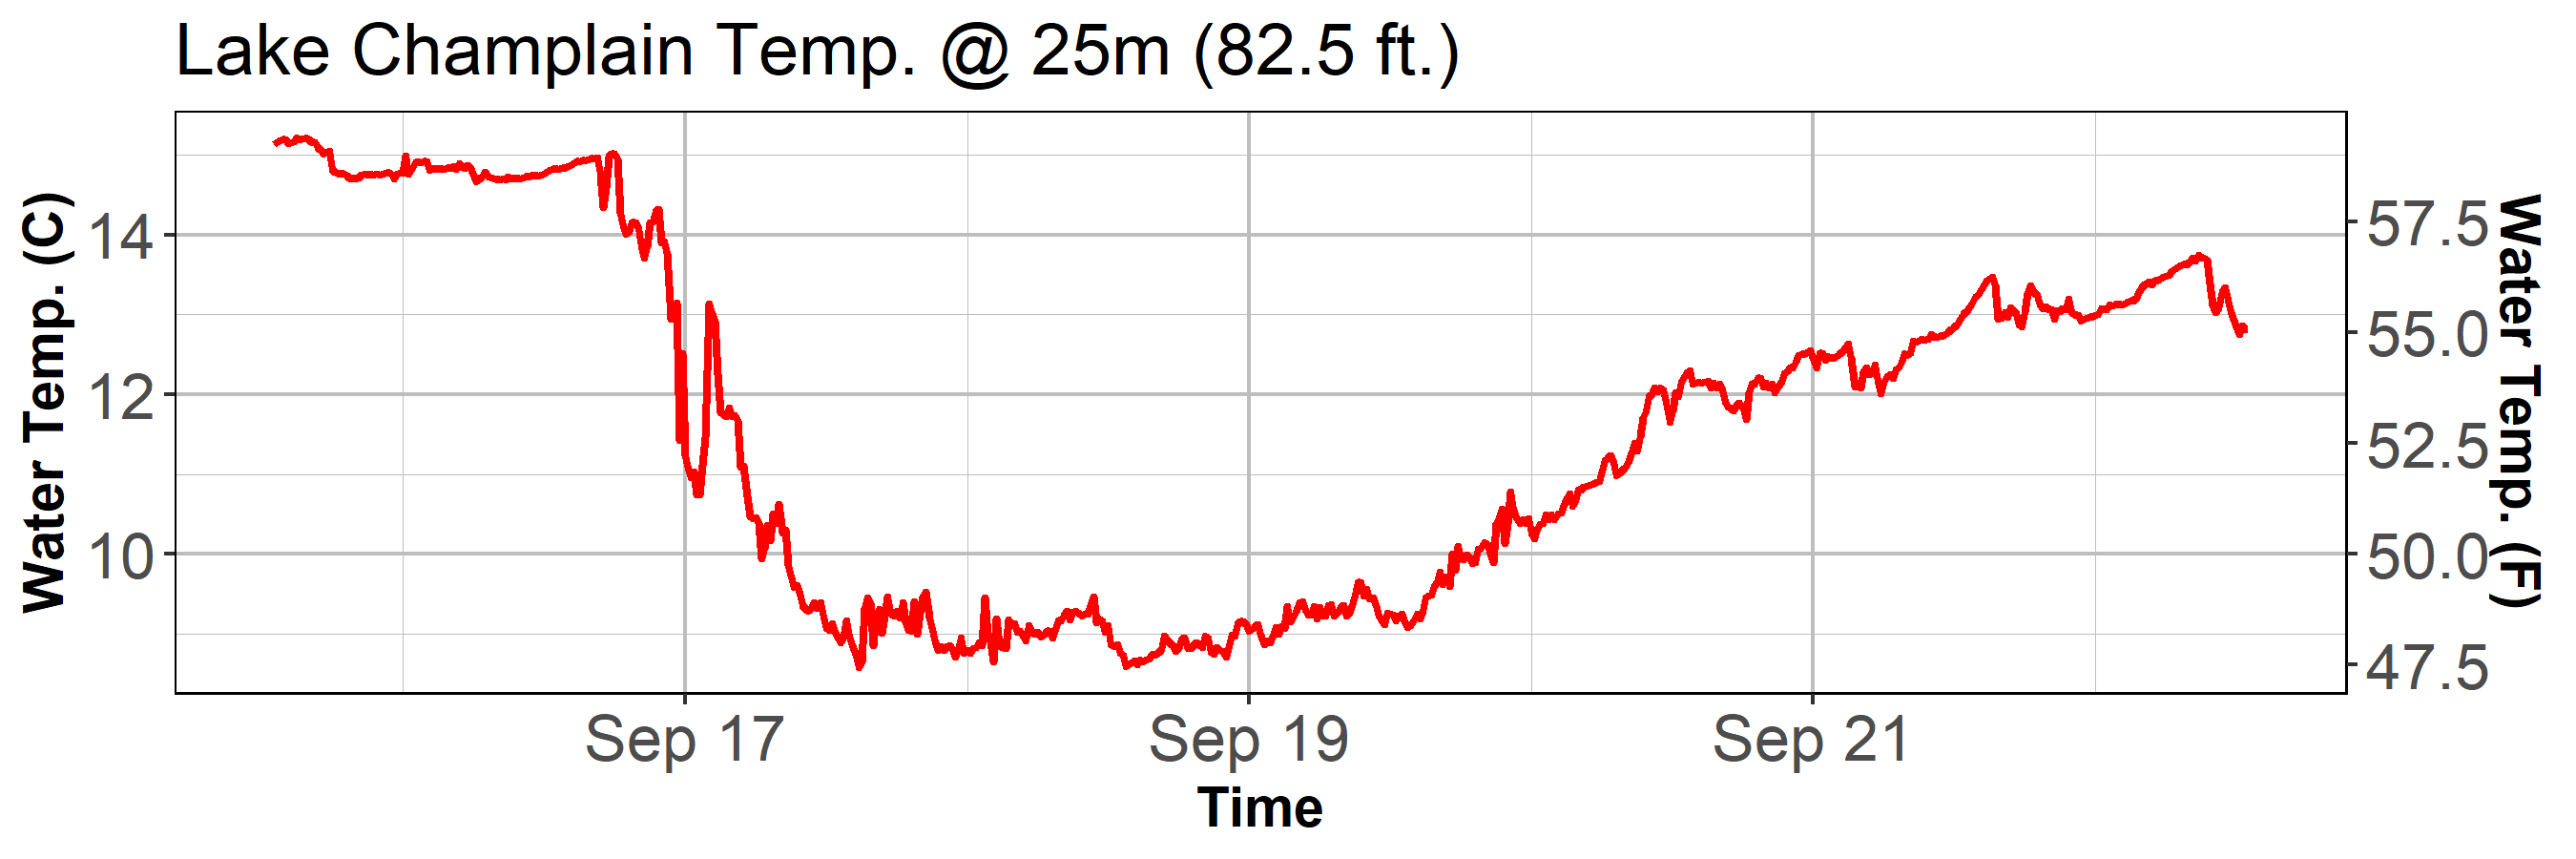 Lake Champlain Temp. @ 25m (82.5 ft.)
Water Temp. (C)
14
12
10
57.5
55.0
52.5
50.0
47.5
Water Temp. (F)
Sep 17
Sep 19
Sep 21
Time